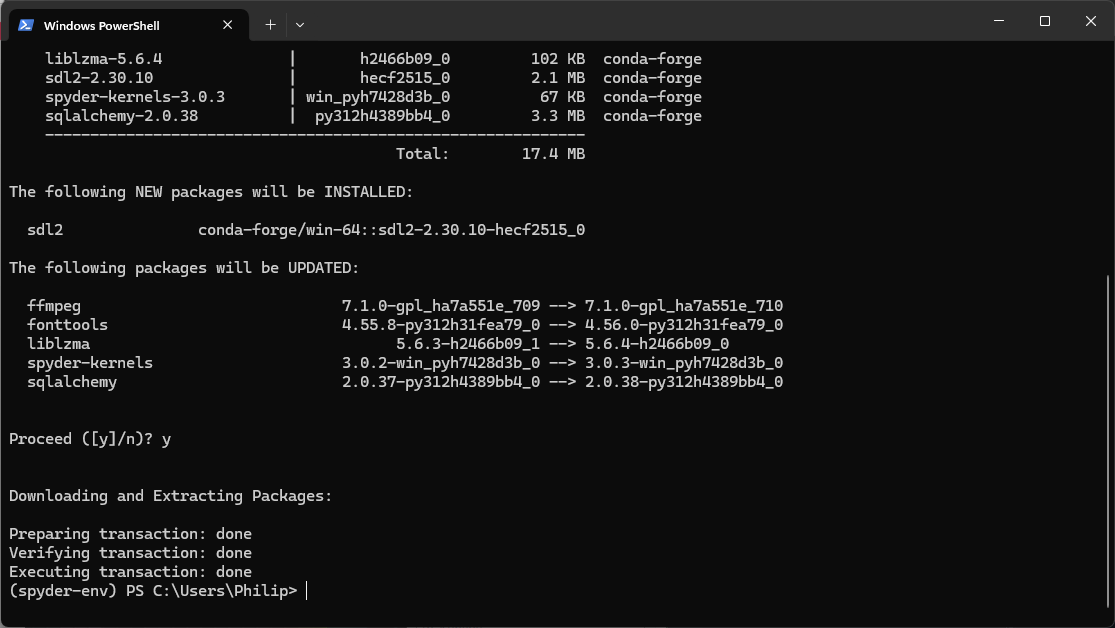 Windows PowerShell
liblzma-5.6.4 | h2466b09_0 102 KB conda-forge
sdl2-2.30.10 | hecf2515_0 2.1 MB conda-forge
spyder-kernels-3.0.3 | win_pyh7428d3b_0 67 KB conda-forge
sqlalchemy-2.0.38 | py312h4389bb4_0 3.3 MB conda-forge
------------------------------------------------------------
Total: 17.4 MB
The following NEW packages will be INSTALLED:
sdl2 conda-forge/win-64::sdl2-2.30.10-hecf2515_0
The following packages will be UPDATED:
ffmpeg 7.1.0-gpl_ha7a551e_709 --> 7.1.0-gpl_ha7a551e_710
fonttools 4.55.8-py312h31fea79_0 --> 4.56.0-py312h31fea79_0
liblzma 5.6.3-h2466b09_1 --> 5.6.4-h2466b09_0
spyder-kernels 3.0.2-win_pyh7428d3b_0 --> 3.0.3-win_pyh7428d3b_0
sqlalchemy 2.0.37-py312h4389bb4_0 --> 2.0.38-py312h4389bb4_0
Proceed ([y]/n)? y
Downloading and Extracting Packages:
Preparing transaction: done
Verifying transaction: done
Executing transaction: done
(spyder-env) PS C:\Users\Philip>